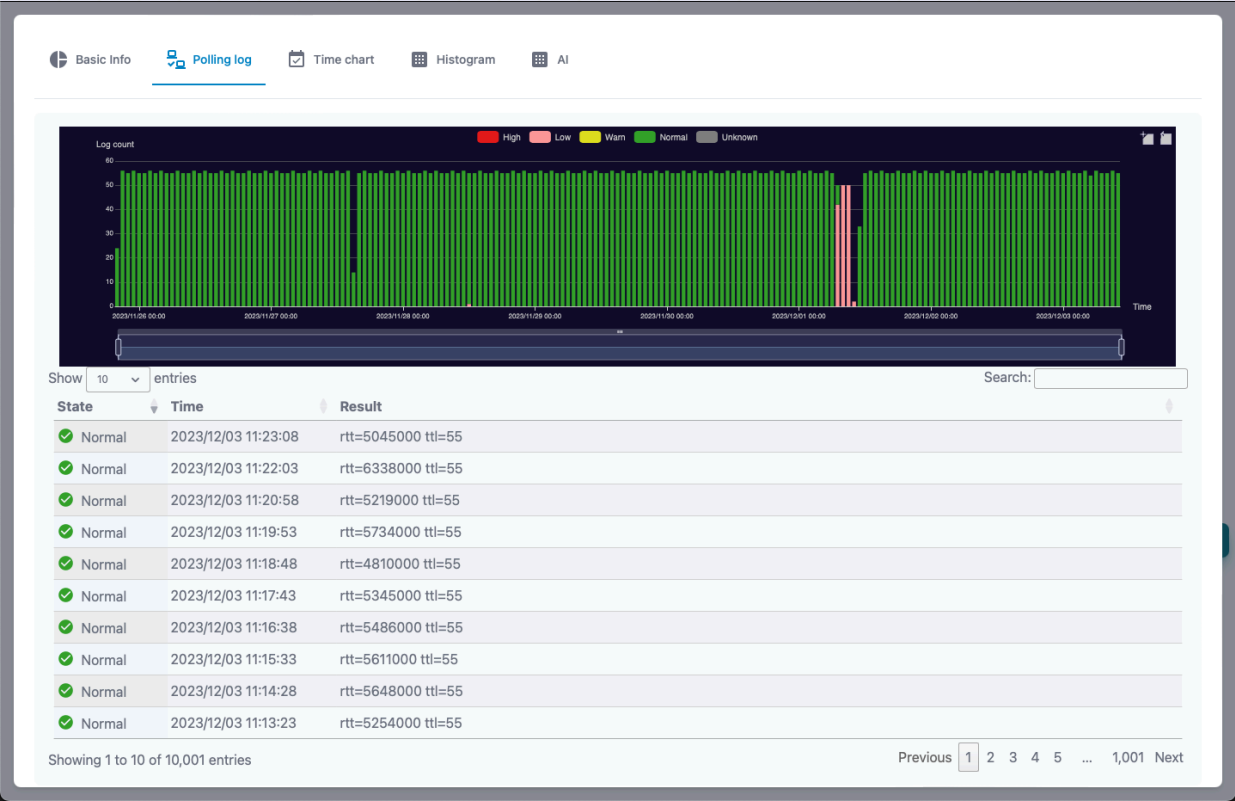 Basic Info Polling log Time chart Histogram AI
High Low Warn Normal Unknown
Log count
60
50
40
30
20
10
0
2023/11/26 00:00 2023/11/27 00:00 2023/11/28 00:00 2023/11/29 00:00 2023/11/30 00:00 2023/12/01 00:00 2023/12/02 00:00 2023/12/03 00:00
Time
Show 10 entries Search:
State Time Result
Normal 2023/12/03 11:23:08 rtt=5045000 ttl=55
Normal 2023/12/03 11:22:03 rtt=6338000 ttl=55
Normal 2023/12/03 11:20:58 rtt=5219000 ttl=55
Normal 2023/12/03 11:19:53 rtt=5734000 ttl=55
Normal 2023/12/03 11:18:48 rtt=4810000 ttl=55
Normal 2023/12/03 11:17:43 rtt=5345000 ttl=55
Normal 2023/12/03 11:16:38 rtt=5486000 ttl=55
Normal 2023/12/03 11:15:33 rtt=5611000 ttl=55
Normal 2023/12/03 11:14:28 rtt=5648000 ttl=55
Normal 2023/12/03 11:13:23 rtt=5254000 ttl=55
Showing 1 to 10 of 10,001 entries Previous 1 2 3 4 5 ... 1,001 Next